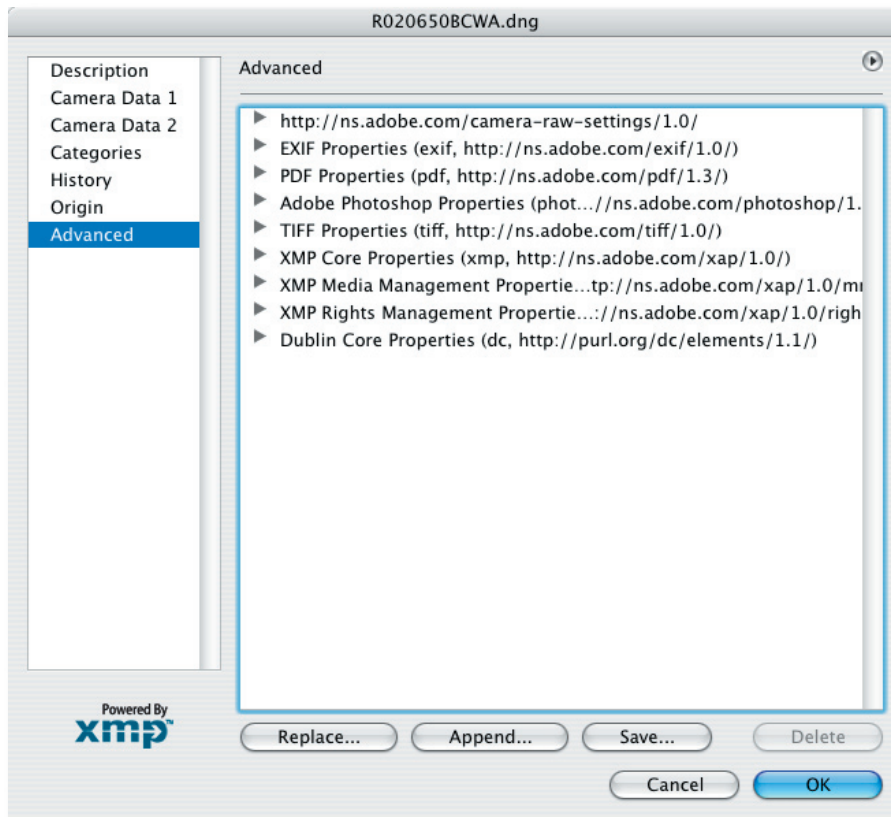 R020650BCWA.dng
Description
Camera Data 1
Camera Data 2
Categories
History
Origin
Advanced
Advanced
http://ns.adobe.com/camera-raw-settings/1.0/
EXIF Properties (exif, http://ns.adobe.com/exif/1.0/)
PDF Properties (pdf, http://ns.adobe.com/pdf/1.3/)
Adobe Photoshop Properties (phot...//ns.adobe.com/photoshop/1.
TIFF Properties (tiff, http://ns.adobe.com/tiff/1.0/)
XMP Core Properties (xmp, http://ns.adobe.com/xap/1.0/)
XMP Media Management Propertie...tp://ns.adobe.com/xap/1.0/m
XMP Rights Management Propertie...://ns.adobe.com/xap/1.0/righ
Dublin Core Properties (dc, http://purl.org/dc/elements/1.1/)
Powered By
xmp™
Replace...
Append...
Save...
Delete
Cancel
OK